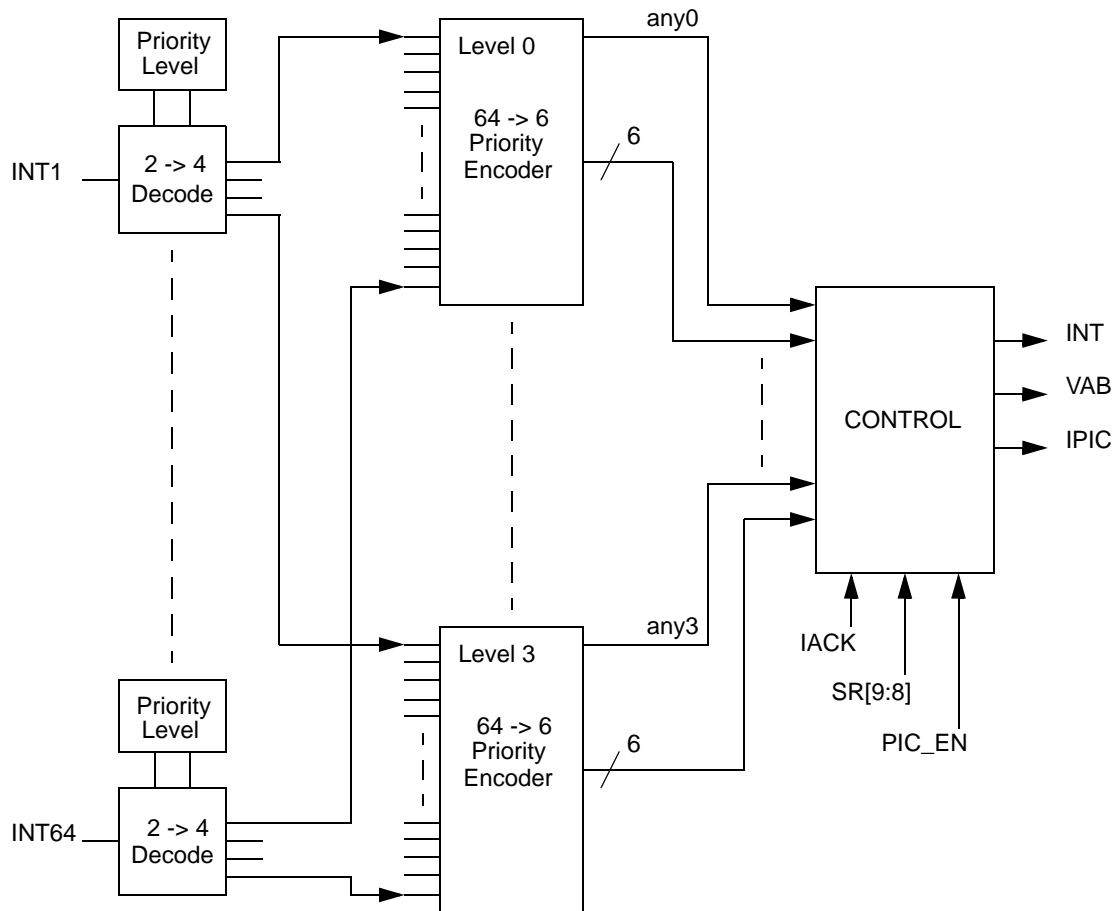 Priority
Level
INT1
2 -> 4
Decode
Level 0
64 -> 6
Priority
Encoder
any0
6
CONTROL
INT
VAB
IPIC
IACK
SR[9:8]
PIC_EN
Priority
Level
INT64
2 -> 4
Decode
Level 3
64 -> 6
Priority
Encoder
any3
6